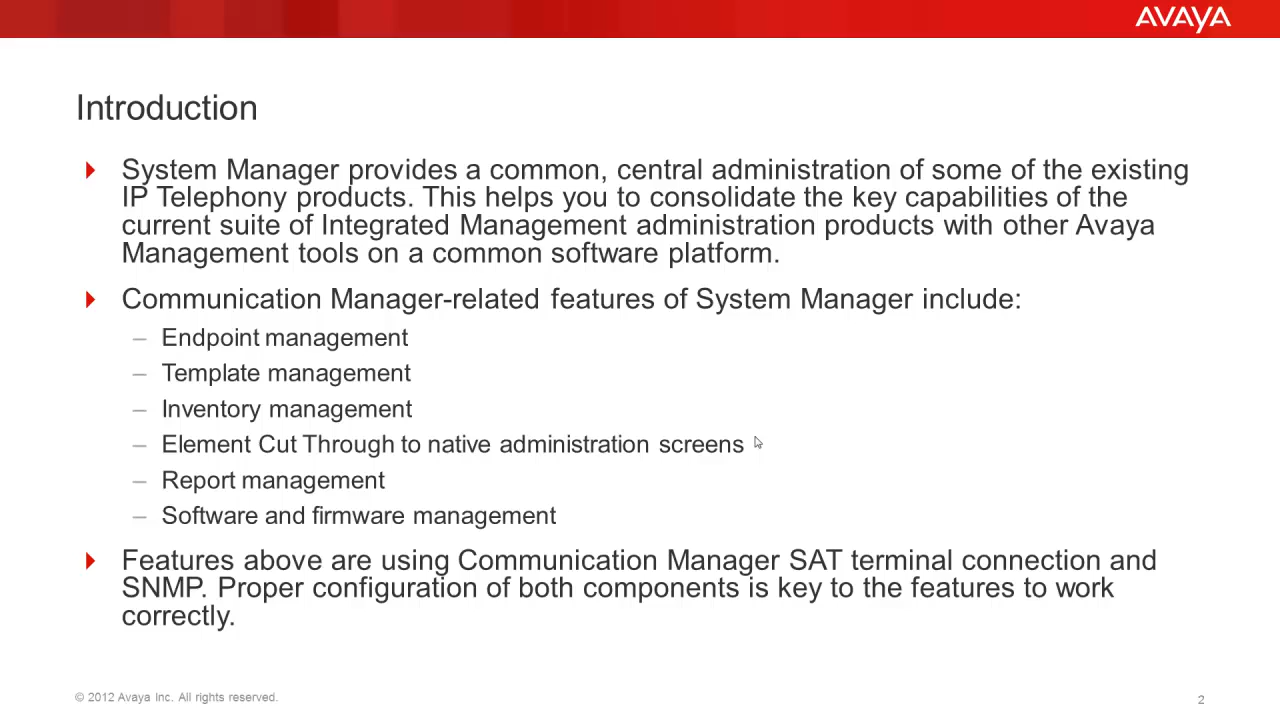 AVAYA
Introduction
System Manager provides a common, central administration of some of the existing
IP Telephony products. This helps you to consolidate the key capabilities of the
current suite of Integrated Management administration products with other Avaya
Management tools on a common software platform.
Communication Manager-related features of System Manager include:
– Endpoint management
– Template management
– Inventory management
– Element Cut Through to native administration screens
– Report management
– Software and firmware management
Features above are using Communication Manager SAT terminal connection and
SNMP. Proper configuration of both components is key to the features to work
correctly.
© 2012 Avaya Inc. All rights reserved.
2